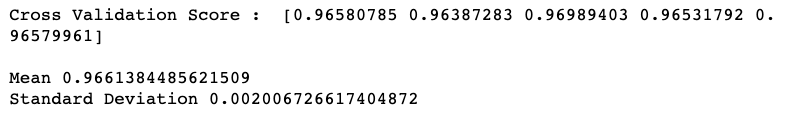 Cross Validation Score :  [0.96580785 0.96387283 0.96989403 0.96531792 0.
96579961]
Mean 0.9661384485621509
Standard Deviation 0.002006726617404872